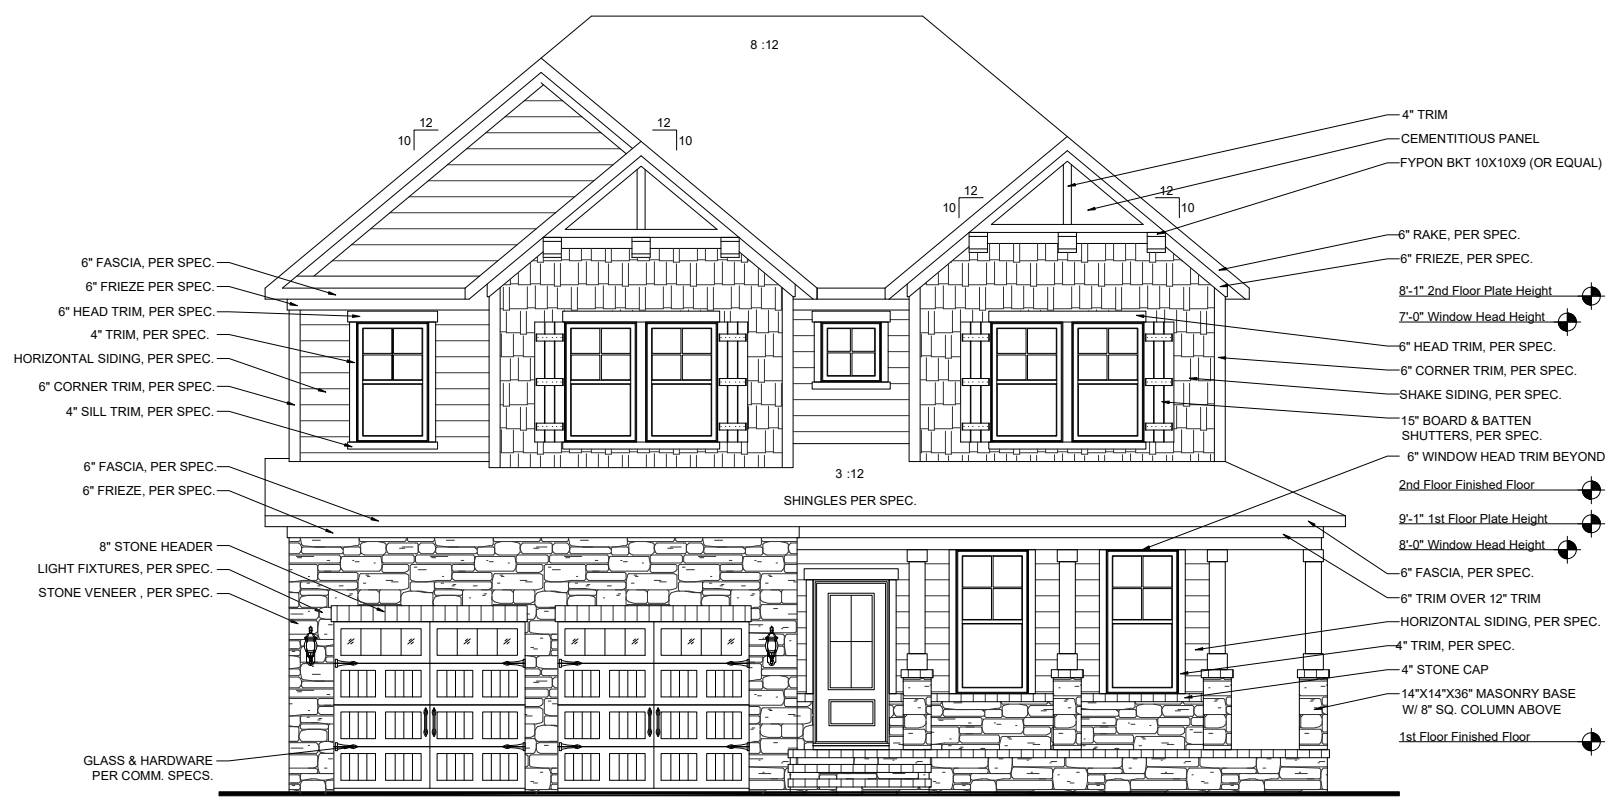 8 :12
12
10
12
10
12
10
12
10
6" FASCIA, PER SPEC.
6" FRIEZE PER SPEC.
6" HEAD TRIM, PER SPEC.
4" TRIM, PER SPEC.
HORIZONTAL SIDING, PER SPEC.
6" CORNER TRIM, PER SPEC.
4" SILL TRIM, PER SPEC.
6" FASCIA, PER SPEC.
6" FRIEZE, PER SPEC.
8" STONE HEADER
LIGHT FIXTURES, PER SPEC.
STONE VENEER , PER SPEC.
GLASS & HARDWARE
PER COMM. SPECS.
3 :12
SHINGLES PER SPEC.
4" TRIM
CEMENTITIOUS PANEL
FYPON BKT 10X10X9 (OR EQUAL)
6" RAKE, PER SPEC.
6" FRIEZE, PER SPEC.
8'-1" 2nd Floor Plate Height
7'-0" Window Head Height
6" HEAD TRIM, PER SPEC.
6" CORNER TRIM, PER SPEC.
SHAKE SIDING, PER SPEC.
15" BOARD & BATTEN
SHUTTERS, PER SPEC.
6" WINDOW HEAD TRIM BEYOND
2nd Floor Finished Floor
9'-1" 1st Floor Plate Height
8'-0" Window Head Height
6" FASCIA, PER SPEC.
6" TRIM OVER 12" TRIM
HORIZONTAL SIDING, PER SPEC.
4" TRIM, PER SPEC.
4" STONE CAP
14"X14"X36" MASONRY BASE
W/ 8" SQ. COLUMN ABOVE
1st Floor Finished Floor